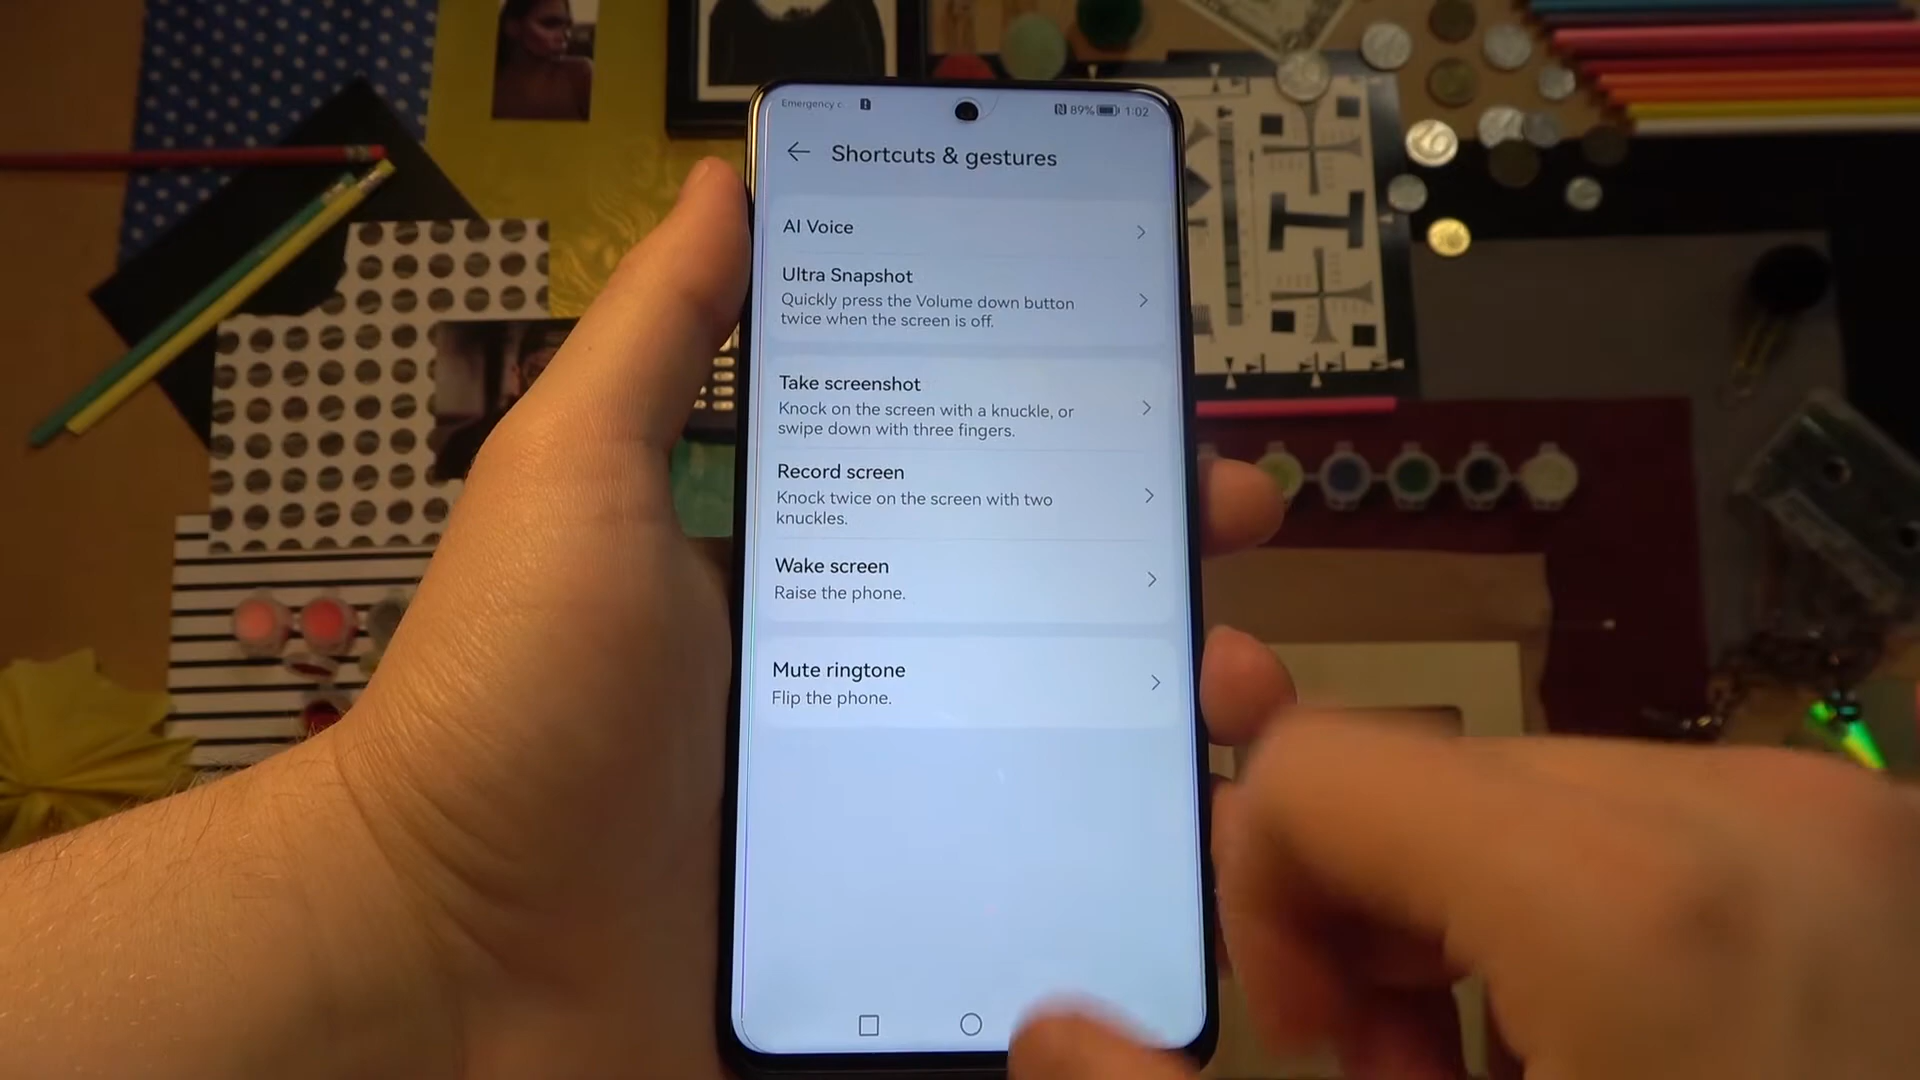 Emergency c
89% 1:02
Shortcuts & gestures
AI Voice
Ultra Snapshot
Quickly press the Volume down button
twice when the screen is off.
Take screenshot
Knock on the screen with a knuckle, or
swipe down with three fingers.
Record screen
Knock twice on the screen with two
knuckles.
Wake screen
Raise the phone.
Mute ringtone
Flip the phone.